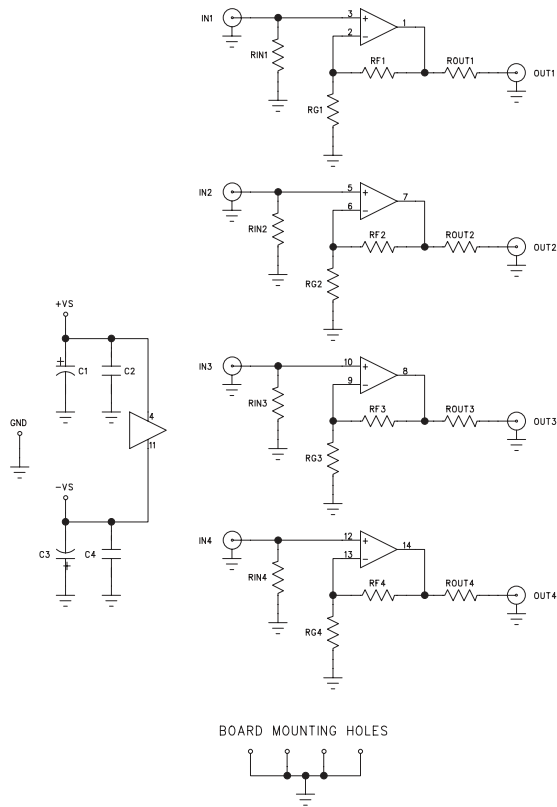 IN1
3
+
1
2
−
RIN1
RF1
ROUT1
OUT1
RG1
IN2
5
+
7
6
−
RIN2
RF2
ROUT2
OUT2
RG2
+VS
+
C1
C2
4
11
GND
−VS
C3
+
C4
IN3
10
+
8
9
−
RIN3
RF3
ROUT3
OUT3
RG3
IN4
12
+
14
13
−
RIN4
RF4
ROUT4
OUT4
RG4
BOARD MOUNTING HOLES